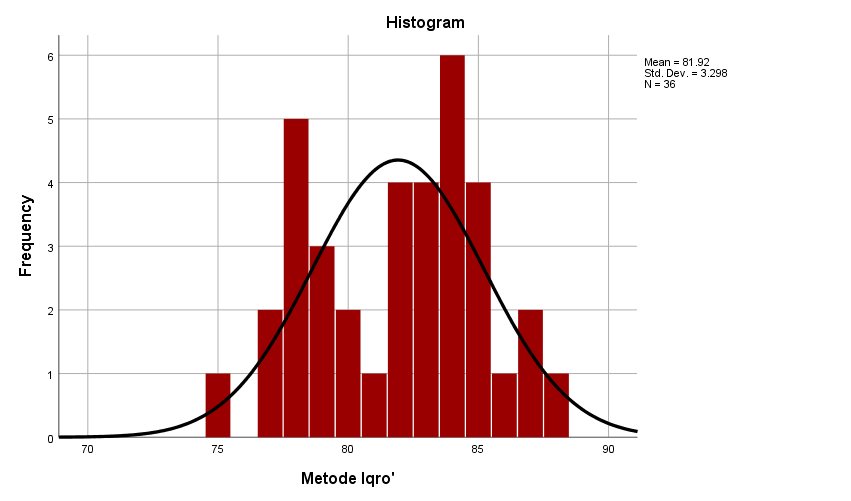 Histogram
Mean = 81.92
Std. Dev. = 3.298
N = 36
Frequency
6
5
4
3
2
1
0
70 75 80 85 90
Metode Iqro'